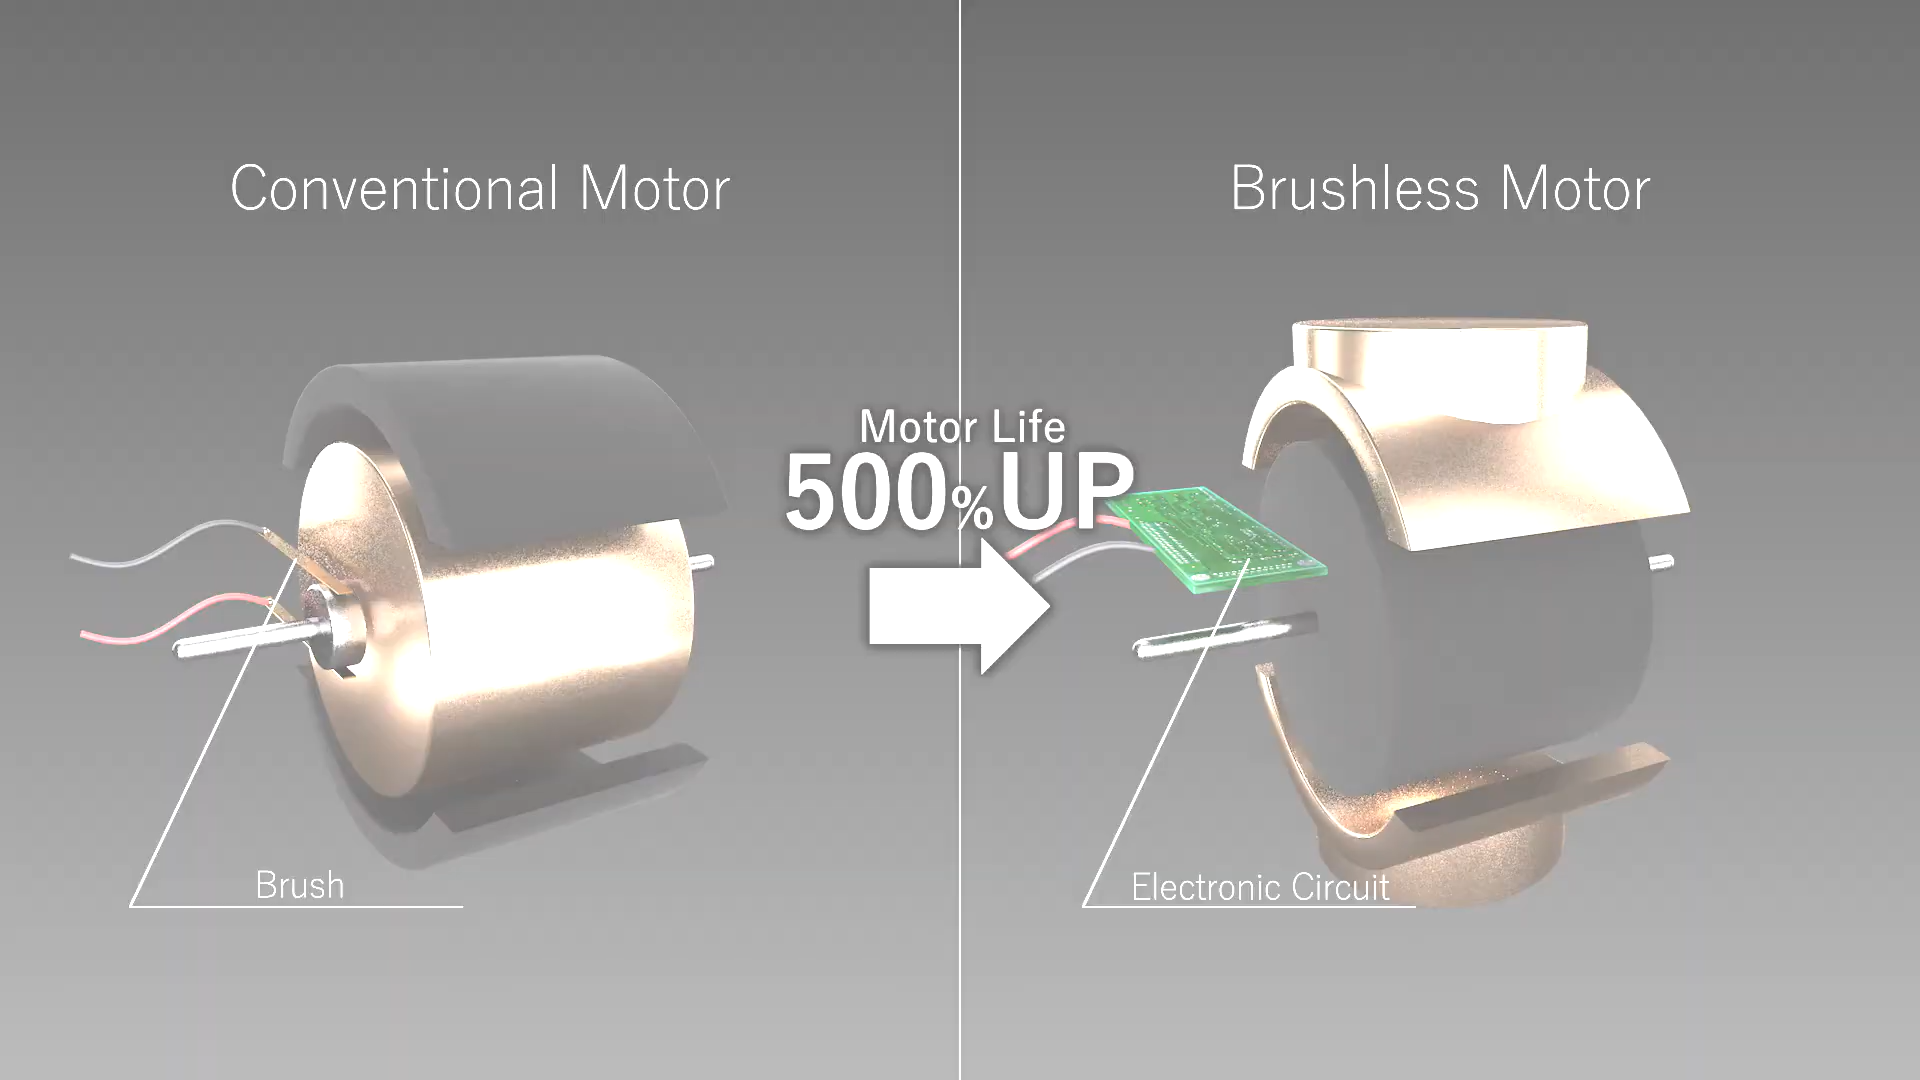 Conventional Motor
Brushless Motor
Motor Life
500%UP
Brush
Electronic Circuit